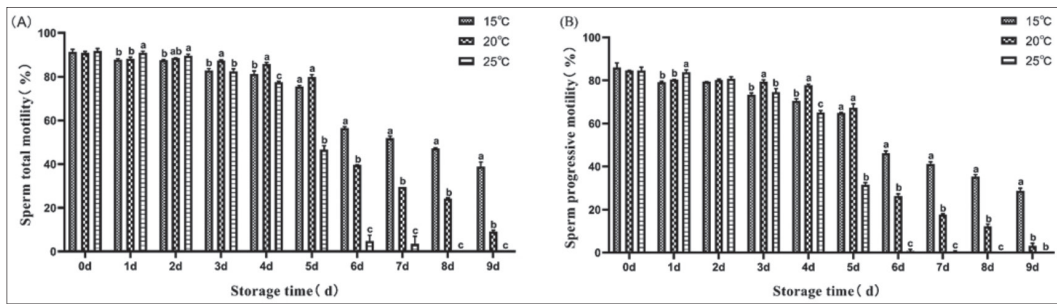 (A)
15℃
20℃
25℃
Sperm total motility (%)
100
80
60
40
20
0
b b a
b ab a
b a b
b a c
b a c
a b c
a b c
a b c
a b c
0d 1d 2d 3d 4d 5d 6d 7d 8d 9d
Storage time( d)
(B)
15℃
20℃
25℃
Sperm progressive motility( %)
100
80
60
40
20
0
b b a
b a b
b a c
a a b
a b c
a b c
a b c
a b b
0d 1d 2d 3d 4d 5d 6d 7d 8d 9d
Storage time( d)